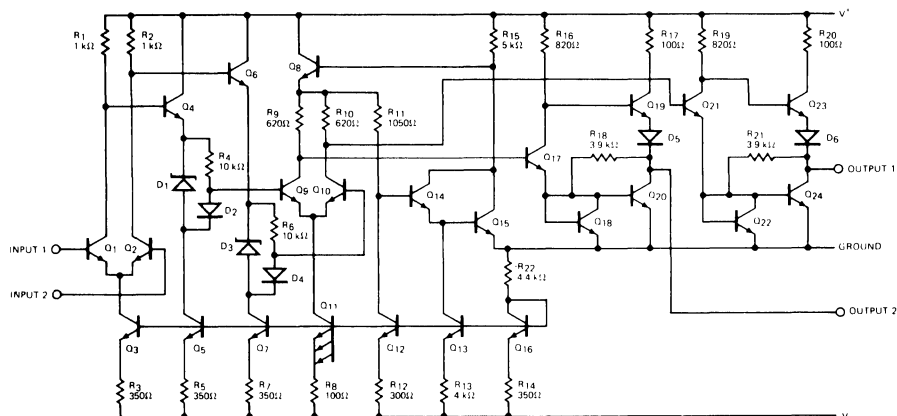 V+
R1
1 kΩ
R2
1 kΩ
R15
5 kΩ
R16
820Ω
R17
100Ω
R19
820Ω
R20
100Ω
Q6
Q8
Q4
R9
620Ω
R10
620Ω
R11
1050Ω
Q19
Q21
Q23
R4
10 kΩ
D1
D2
Q9
Q10
Q14
Q15
Q17
R18
3.9 kΩ
D5
R21
3.9 kΩ
D6
OUTPUT 1
Q20
Q24
Q18
Q22
INPUT 1
Q1
Q2
R6
10 kΩ
D3
D4
GROUND
R22
4.4 kΩ
INPUT 2
OUTPUT 2
Q11
Q3
Q5
Q7
Q12
Q13
Q16
R3
350Ω
R5
350Ω
R7
350Ω
R8
100Ω
R12
300Ω
R13
4 kΩ
R14
350Ω
V